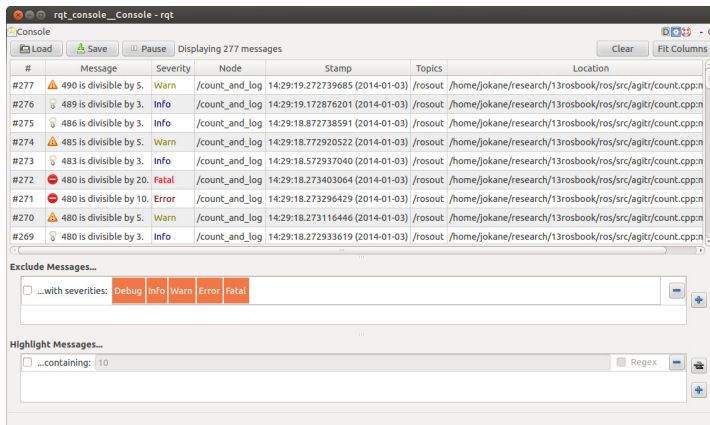 rqt_console__Console - rqt
Console D
Load Save Pause Displaying 277 messages Clear Fit Columns
# Message Severity Node Stamp Topics Location
#277 490 is divisible by 5. Warn /count_and_log 14:29:19.272739685 (2014-01-03) /rosout /home/jokane/research/13rosbook/ros/src/agitr/count.cpp:m
#276 489 is divisible by 3. Info /count_and_log 14:29:19.172876201 (2014-01-03) /rosout /home/jokane/research/13rosbook/ros/src/agitr/count.cpp:m
#275 486 is divisible by 3. Info /count_and_log 14:29:18.872738591 (2014-01-03) /rosout /home/jokane/research/13rosbook/ros/src/agitr/count.cpp:m
#274 485 is divisible by 5. Warn /count_and_log 14:29:18.772920522 (2014-01-03) /rosout /home/jokane/research/13rosbook/ros/src/agitr/count.cpp:m
#273 483 is divisible by 3. Info /count_and_log 14:29:18.572937040 (2014-01-03) /rosout /home/jokane/research/13rosbook/ros/src/agitr/count.cpp:m
#272 480 is divisible by 20. Fatal /count_and_log 14:29:18.273403064 (2014-01-03) /rosout /home/jokane/research/13rosbook/ros/src/agitr/count.cpp:m
#271 480 is divisible by 10. Error /count_and_log 14:29:18.273296429 (2014-01-03) /rosout /home/jokane/research/13rosbook/ros/src/agitr/count.cpp:m
#270 480 is divisible by 5. Warn /count_and_log 14:29:18.273116446 (2014-01-03) /rosout /home/jokane/research/13rosbook/ros/src/agitr/count.cpp:m
#269 480 is divisible by 3. Info /count_and_log 14:29:18.272933619 (2014-01-03) /rosout /home/jokane/research/13rosbook/ros/src/agitr/count.cpp:m
Exclude Messages...
...with severities: Debug Info Warn Error Fatal
Highlight Messages...
...containing: 10 Regex